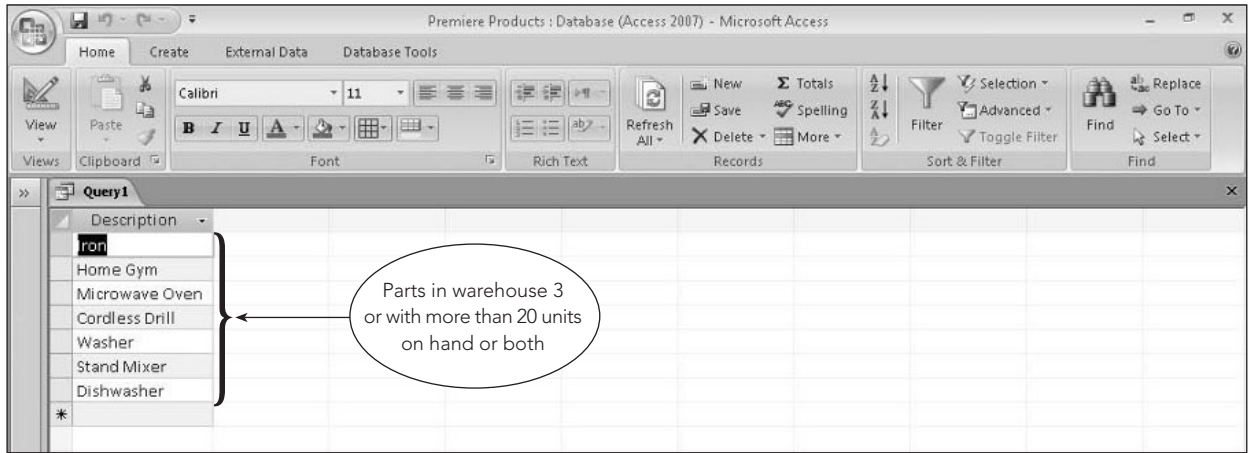 Premiere Products : Database (Access 2007) - Microsoft Access
Home Create External Data Database Tools
View
Views
Paste
Clipboard
Calibri 11
B I U A
Font
Rich Text
Refresh All
New
Save
Delete
Σ Totals
Spelling
More
Records
Filter
Selection
Advanced
Toggle Filter
Sort & Filter
Find
Replace
Go To
Select
Find
Query1
Description
Iron
Home Gym
Microwave Oven
Cordless Drill
Washer
Stand Mixer
Dishwasher
Parts in warehouse 3
or with more than 20 units
on hand or both